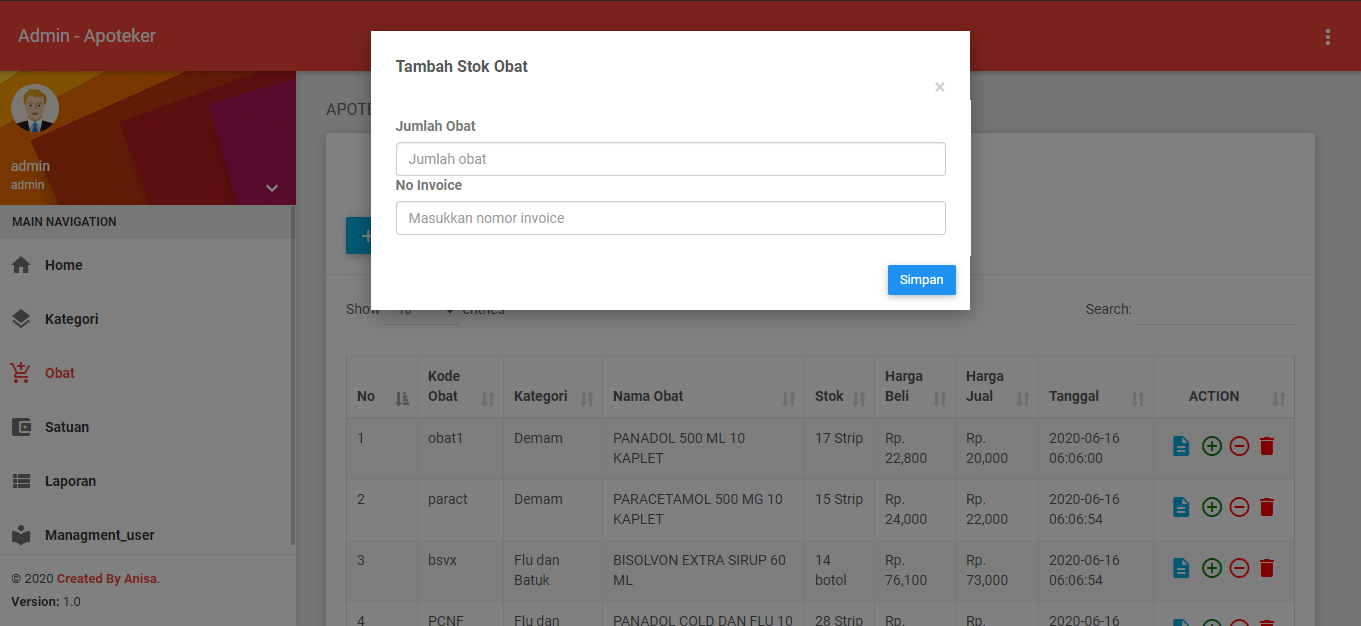 Admin - Apoteker
admin
admin
MAIN NAVIGATION
Home
Kategori
Obat
Satuan
Laporan
Managment_user
© 2020 Created By Anisa.
Version: 1.0
Tambah Stok Obat
×
Jumlah Obat
Jumlah obat
No Invoice
Masukkan nomor invoice
Simpan
Show 10 entries
Search:
No Kode Obat Kategori Nama Obat Stok Harga Beli Harga Jual Tanggal ACTION
1 obat1 Demam PANADOL 500 ML 10 KAPLET 17 Strip Rp. 22,800 Rp. 20,000 2020-06-16 06:06:00
2 paract Demam PARACETAMOL 500 MG 10 KAPLET 15 Strip Rp. 24,000 Rp. 22,000 2020-06-16 06:06:54
3 bsvx Flu dan Batuk BISOLVON EXTRA SIRUP 60 ML 14 botol Rp. 76,100 Rp. 73,000 2020-06-16 06:06:54
4 PCNF Flu dan PANADOL COLD DAN FLU 10 28 Strip Rp. Rp. 2020-06-16